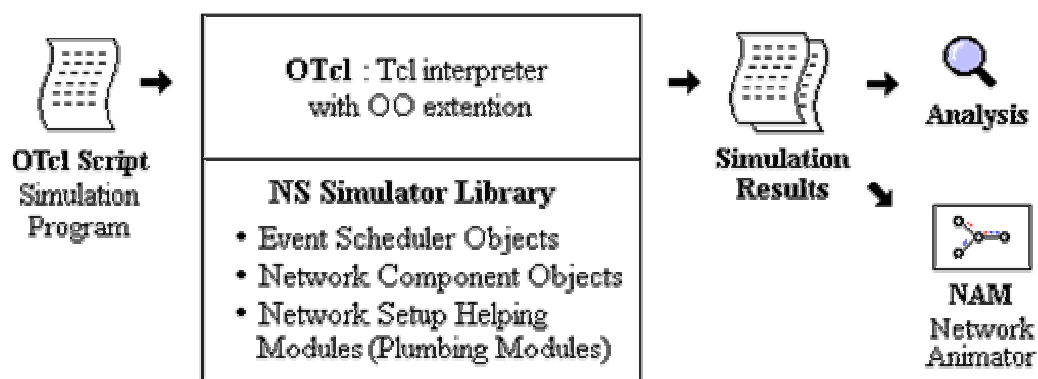 OTcl Script
Simulation
Program
OTcl : Tcl interpreter
with OO extention
NS Simulator Library
• Event Scheduler Objects
• Network Component Objects
• Network Setup Helping
Modules (Plumbing Modules)
Simulation
Results
Analysis
NAM
Network
Animator